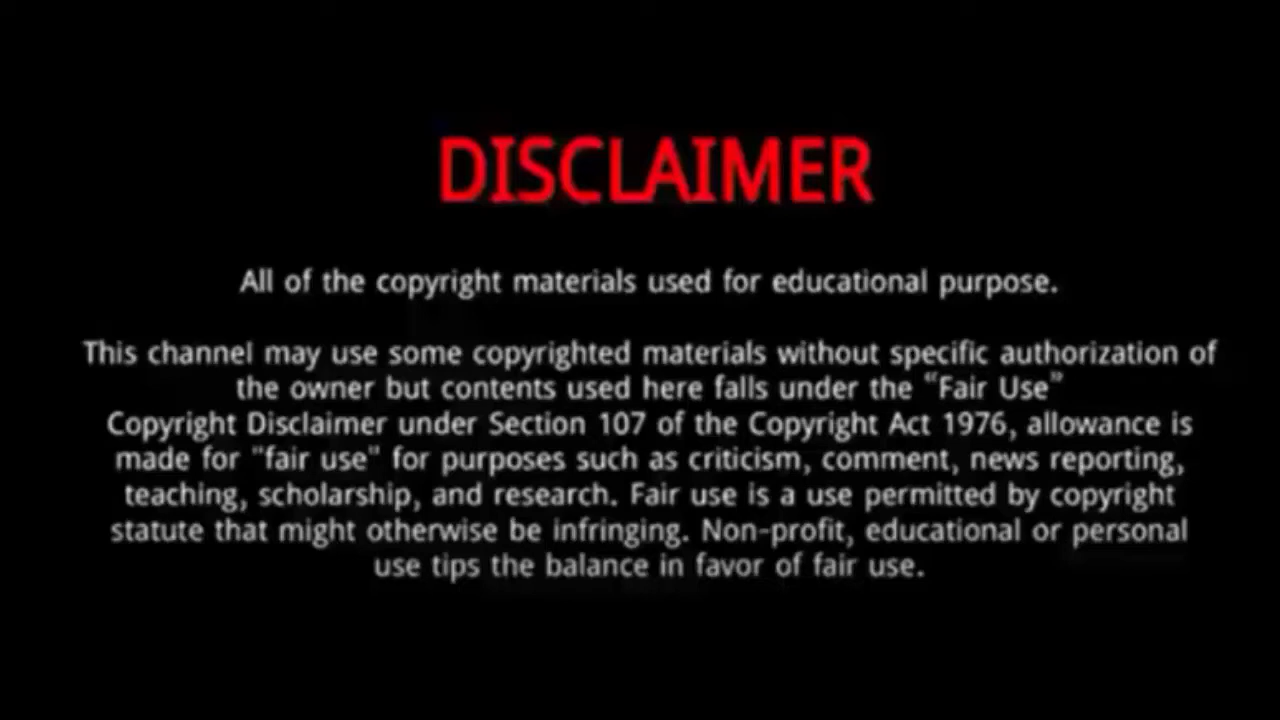 DISCLAIMER
All of the copyright materials used for educational purpose.
This channel may use some copyrighted materials without specific authorization of
the owner but contents used here falls under the “Fair Use”
Copyright Disclaimer under Section 107 of the Copyright Act 1976, allowance is
made for "fair use" for purposes such as criticism, comment, news reporting,
teaching, scholarship, and research. Fair use is a use permitted by copyright
statute that might otherwise be infringing. Non-profit, educational or personal
use tips the balance in favor of fair use.